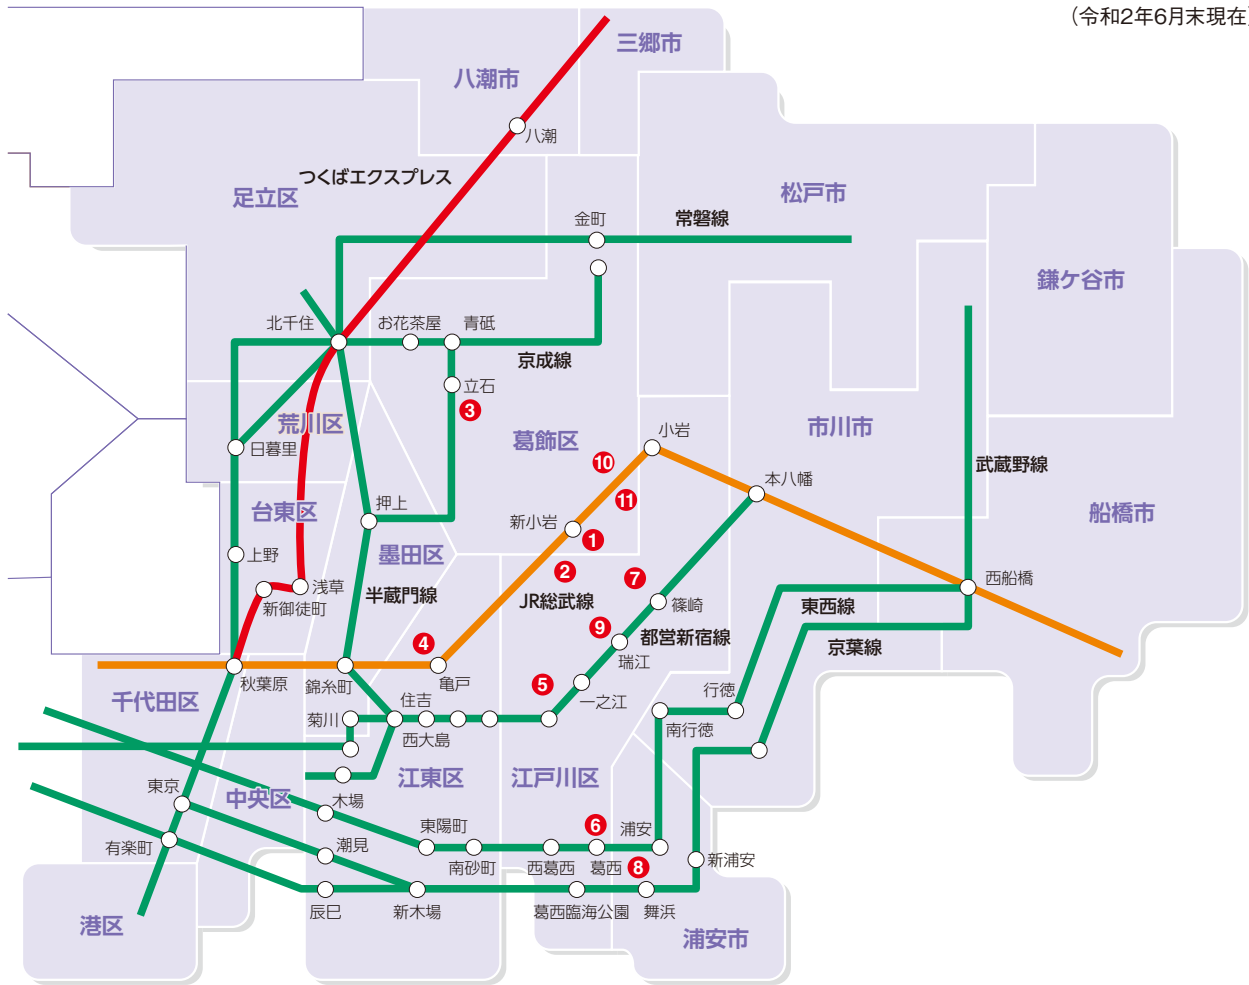 （令和2年6月末現在）
三郷市
八潮市
八潮
つくばエクスプレス
足立区
松戸市
金町
常磐線
鎌ケ谷市
北千住
お花茶屋
青砥
京成線
立石
3
荒川区
葛飾区
小岩
市川市
日暮里
10
武蔵野線
本八幡
11
押上
台東区
新小岩
1
船橋市
上野
墨田区
2
7
西船橋
浅草
半蔵門線
JR総武線
篠崎
東西線
新御徒町
9
都営新宿線
京葉線
4
瑞江
秋葉原
錦糸町
亀戸
5
一之江
千代田区
住吉
行徳
菊川
南行徳
西大島
江東区
江戸川区
東京
中央区
木場
東陽町
6
浦安
有楽町
潮見
南砂町
西葛西
葛西
8
新浦安
辰巳
新木場
葛西臨海公園
舞浜
港区
浦安市